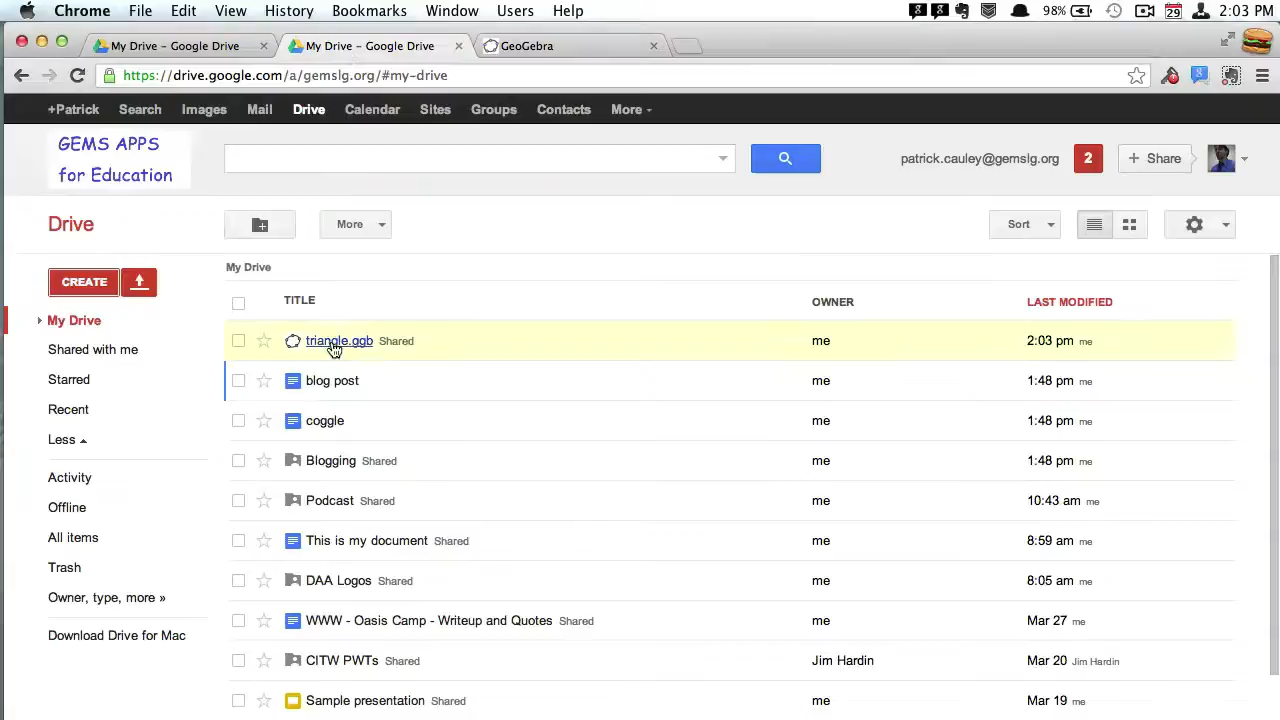 Chrome File Edit View History Bookmarks Window Users Help 98% 29 2:03 PM
My Drive – Google Drive × My Drive – Google Drive × GeoGebra ×
https://drive.google.com/a/gemslg.org/#my-drive
+Patrick Search Images Mail Drive Calendar Sites Groups Contacts More
GEMS APPS
for Education
patrick.cauley@gemslg.org 2 + Share
Drive More Sort
My Drive
CREATE
TITLE OWNER LAST MODIFIED
My Drive
triangle.ggb Shared me 2:03 pm me
Shared with me
blog post me 1:48 pm me
Starred
Recent
coggle me 1:48 pm me
Less
Blogging Shared me 1:48 pm me
Activity
Podcast Shared me 10:43 am me
Offline
All items
This is my document Shared me 8:59 am me
Trash
DAA Logos Shared me 8:05 am me
Owner, type, more »
WWW - Oasis Camp - Writeup and Quotes Shared me Mar 27 me
Download Drive for Mac
CITW PWTs Shared Jim Hardin Mar 20 Jim Hardin
Sample presentation Shared me Mar 19 me